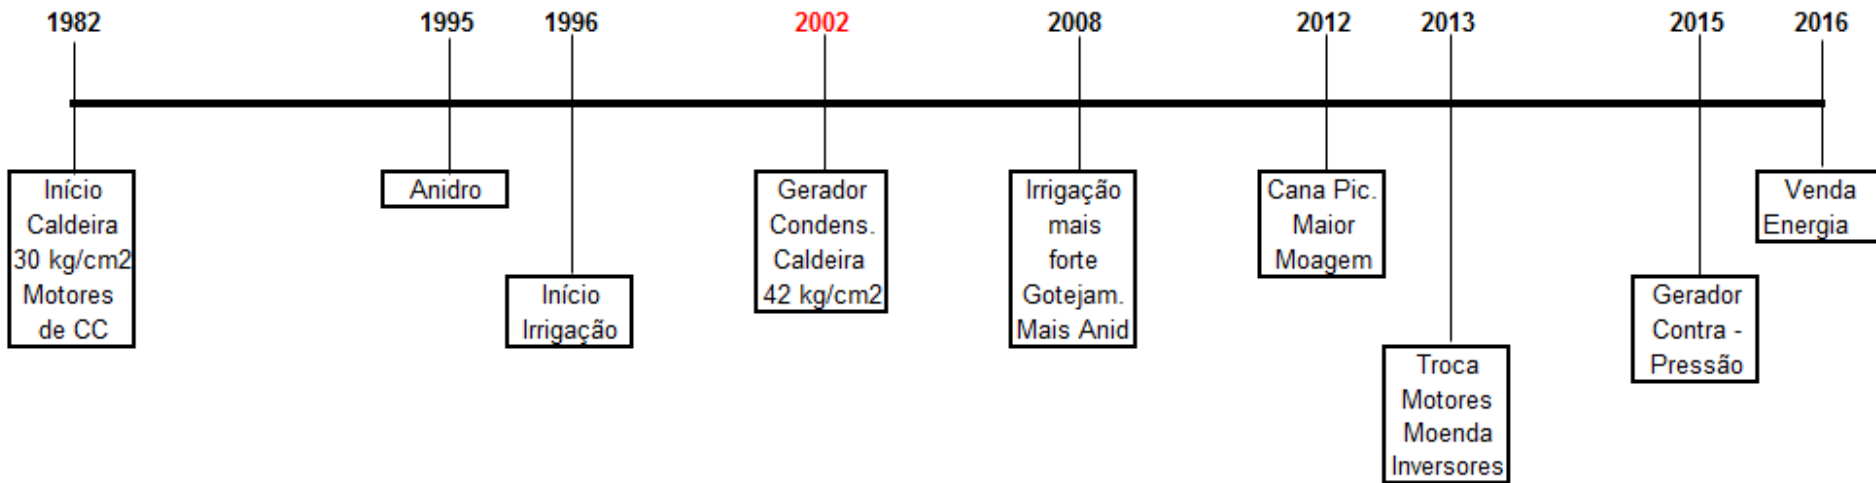 1982
1995
1996
2002
2008
2012
2013
2015
2016
Início
Caldeira
30 kg/cm2
Motores
de CC
Anidro
Início
Irrigação
Gerador
Condens.
Caldeira
42 kg/cm2
Irrigação
mais
forte
Gotejam.
Mais Anid
Cana Pic.
Maior
Moagem
Troca
Motores
Moenda
Inversores
Gerador
Contra -
Pressão
Venda
Energia